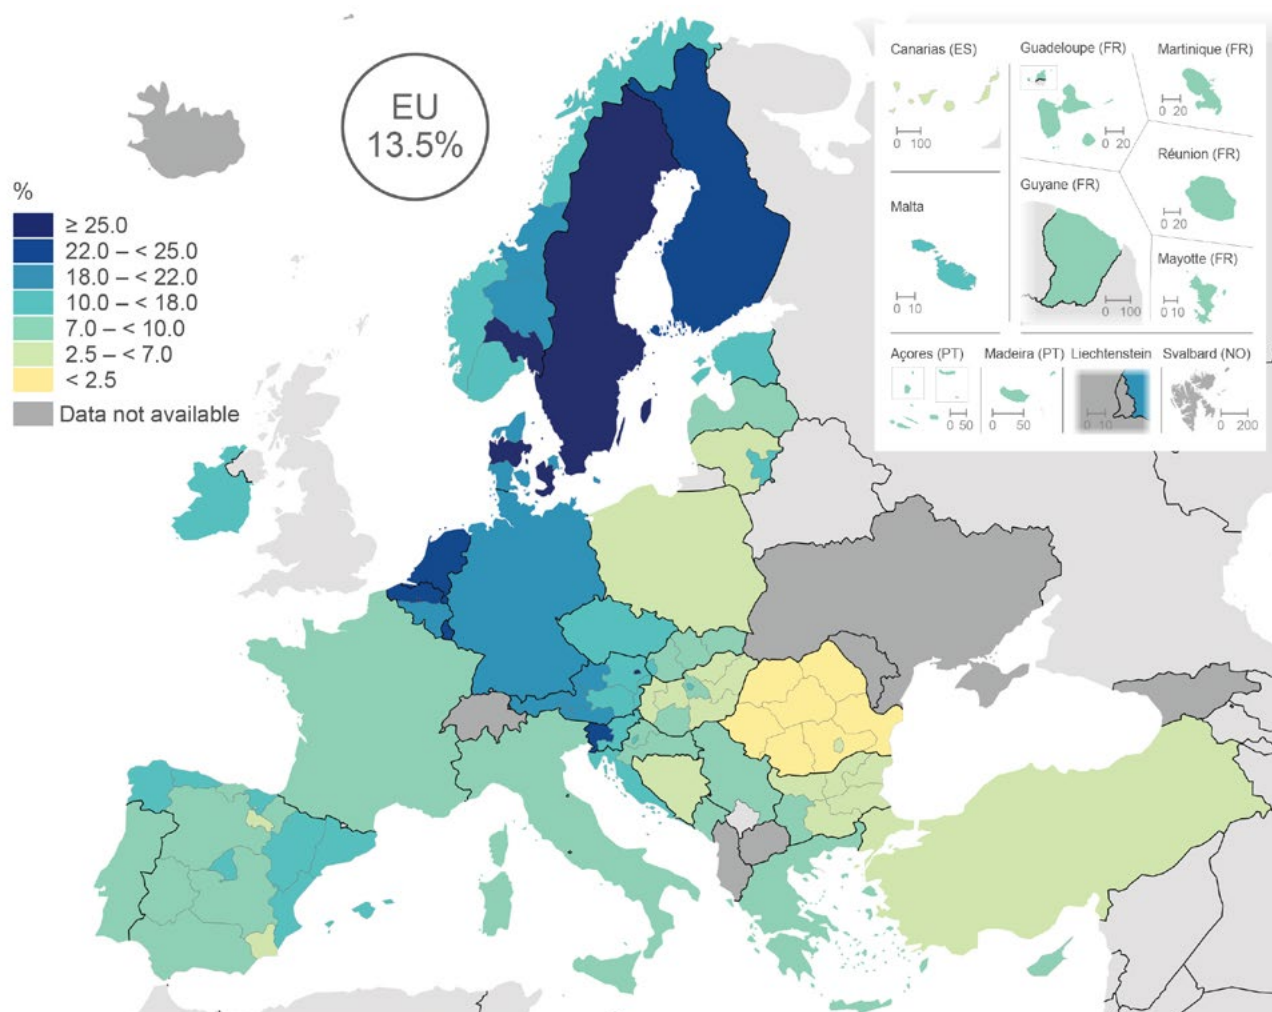 EU
13.5%
%
≥ 25.0
22.0 – < 25.0
18.0 – < 22.0
10.0 – < 18.0
7.0 – < 10.0
2.5 – < 7.0
< 2.5
Data not available
Canarias (ES)
0 100
Guadeloupe (FR)
0 20
Martinique (FR)
0 20
Réunion (FR)
0 20
Malta
0 10
Guyane (FR)
0 100
Mayotte (FR)
0 10
Açores (PT)
0 50
Madeira (PT)
0 50
Liechtenstein
0 10
Svalbard (NO)
0 200